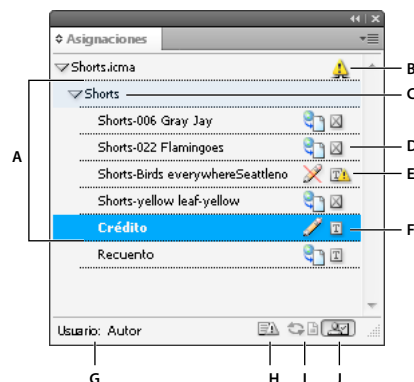 Asignaciones
Shorts.icma
B
Shorts
C
A
Shorts-006 Gray Jay
Shorts-022 Flamingoes
D
Shorts-Birds everywhereSeattleno
E
Shorts-yellow leaf-yellow
Crédito
F
Recuento
Usuario: Autor
G H I J